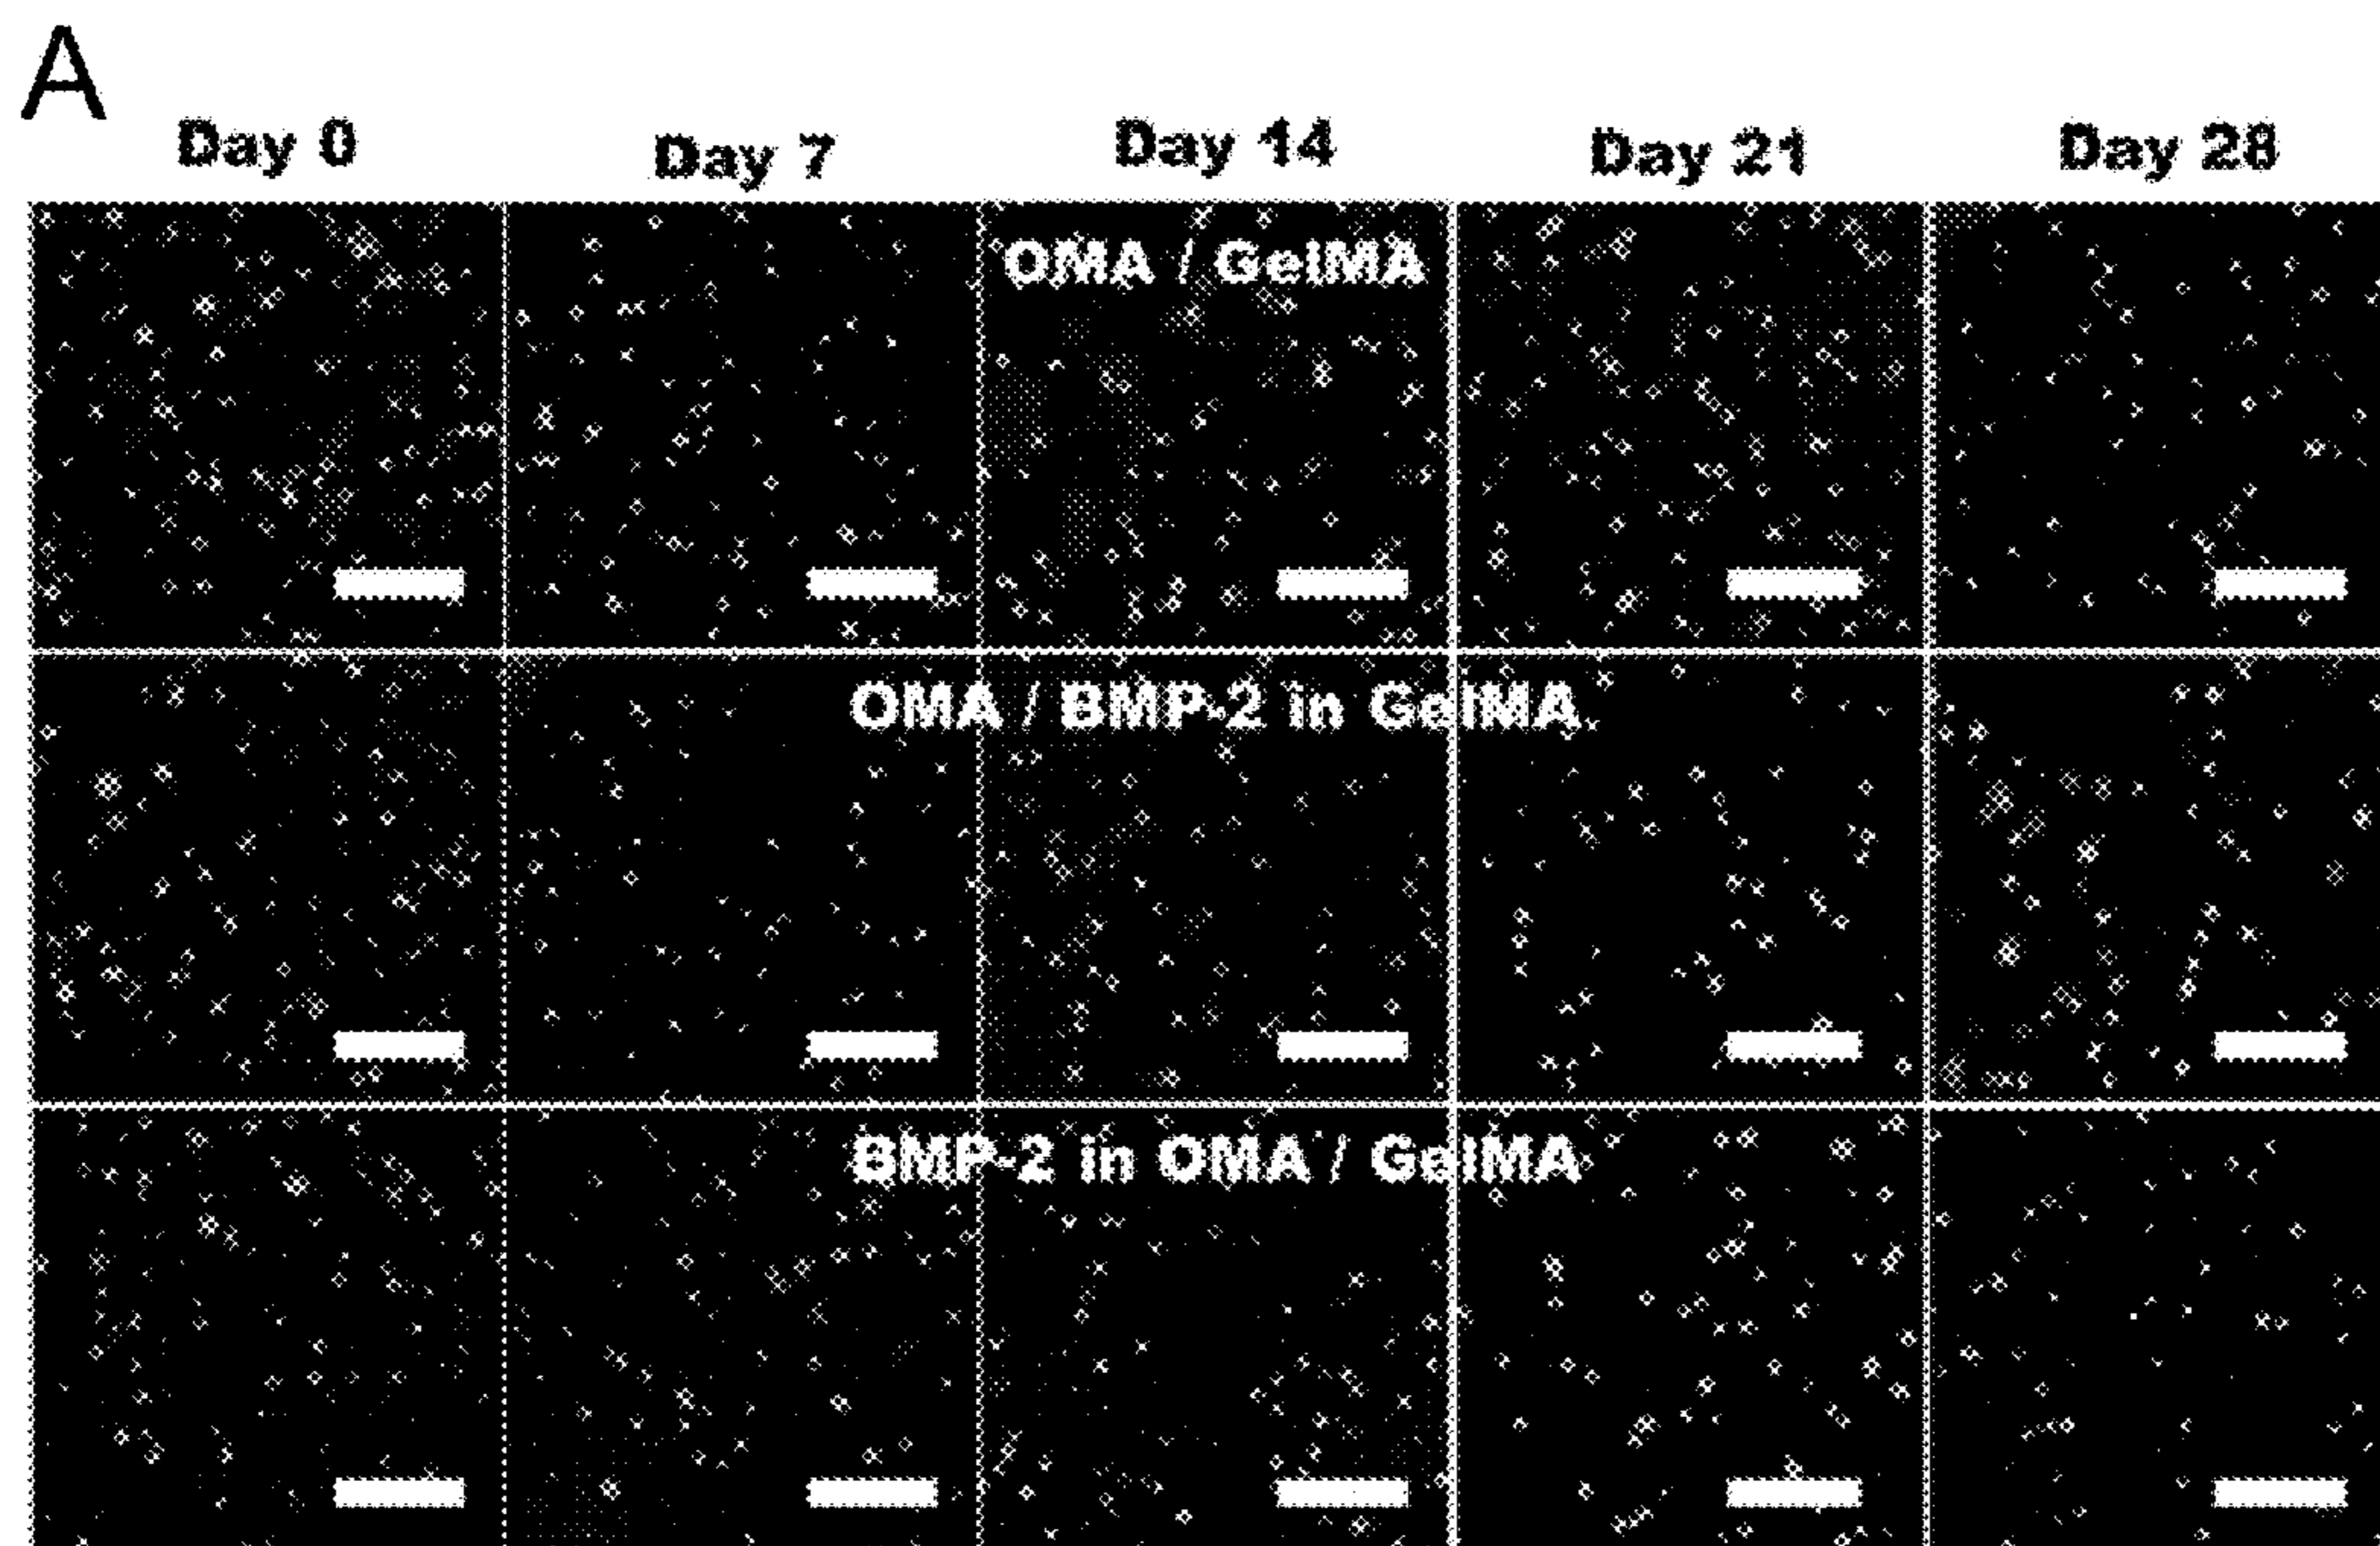 A
Day 0 Day 7 Day 14 Day 21 Day 28
OMA / GelMA
OMA / BMP-2 in GelMA
BMP-2 in OMA / GelMA